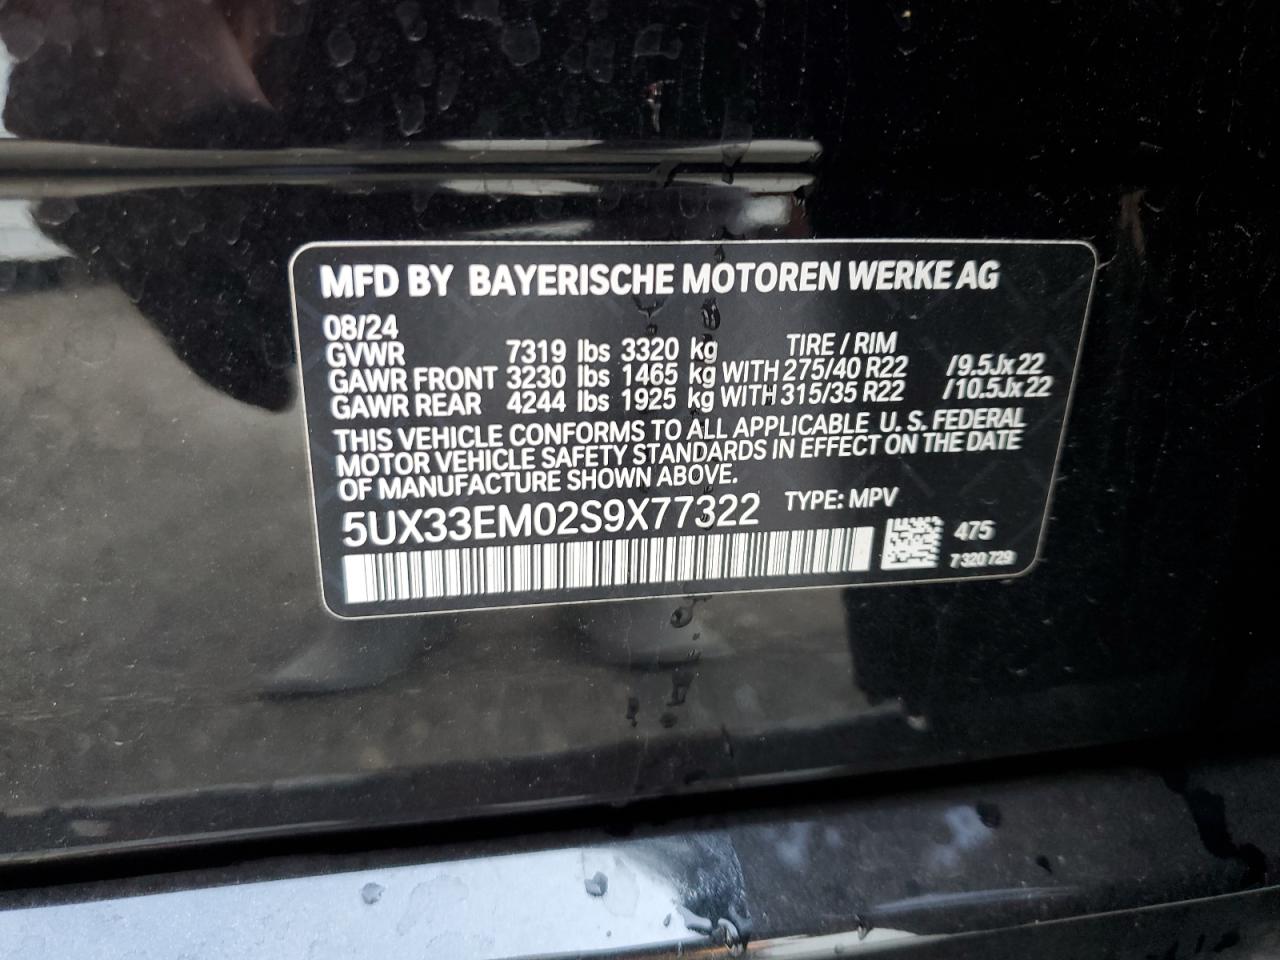 MFD BY BAYERISCHE MOTOREN WERKE AG
08/24
GVWR 7319 lbs 3320 kg TIRE / RIM
GAWR FRONT 3230 lbs 1465 kg WITH 275/40 R22 /9.5Jx22
GAWR REAR 4244 lbs 1925 kg WITH 315/35 R22 /10.5Jx22
THIS VEHICLE CONFORMS TO ALL APPLICABLE U. S. FEDERAL
MOTOR VEHICLE SAFETY STANDARDS IN EFFECT ON THE DATE
OF MANUFACTURE SHOWN ABOVE.
5UX33EM02S9X77322 TYPE: MPV
475
7 320 729